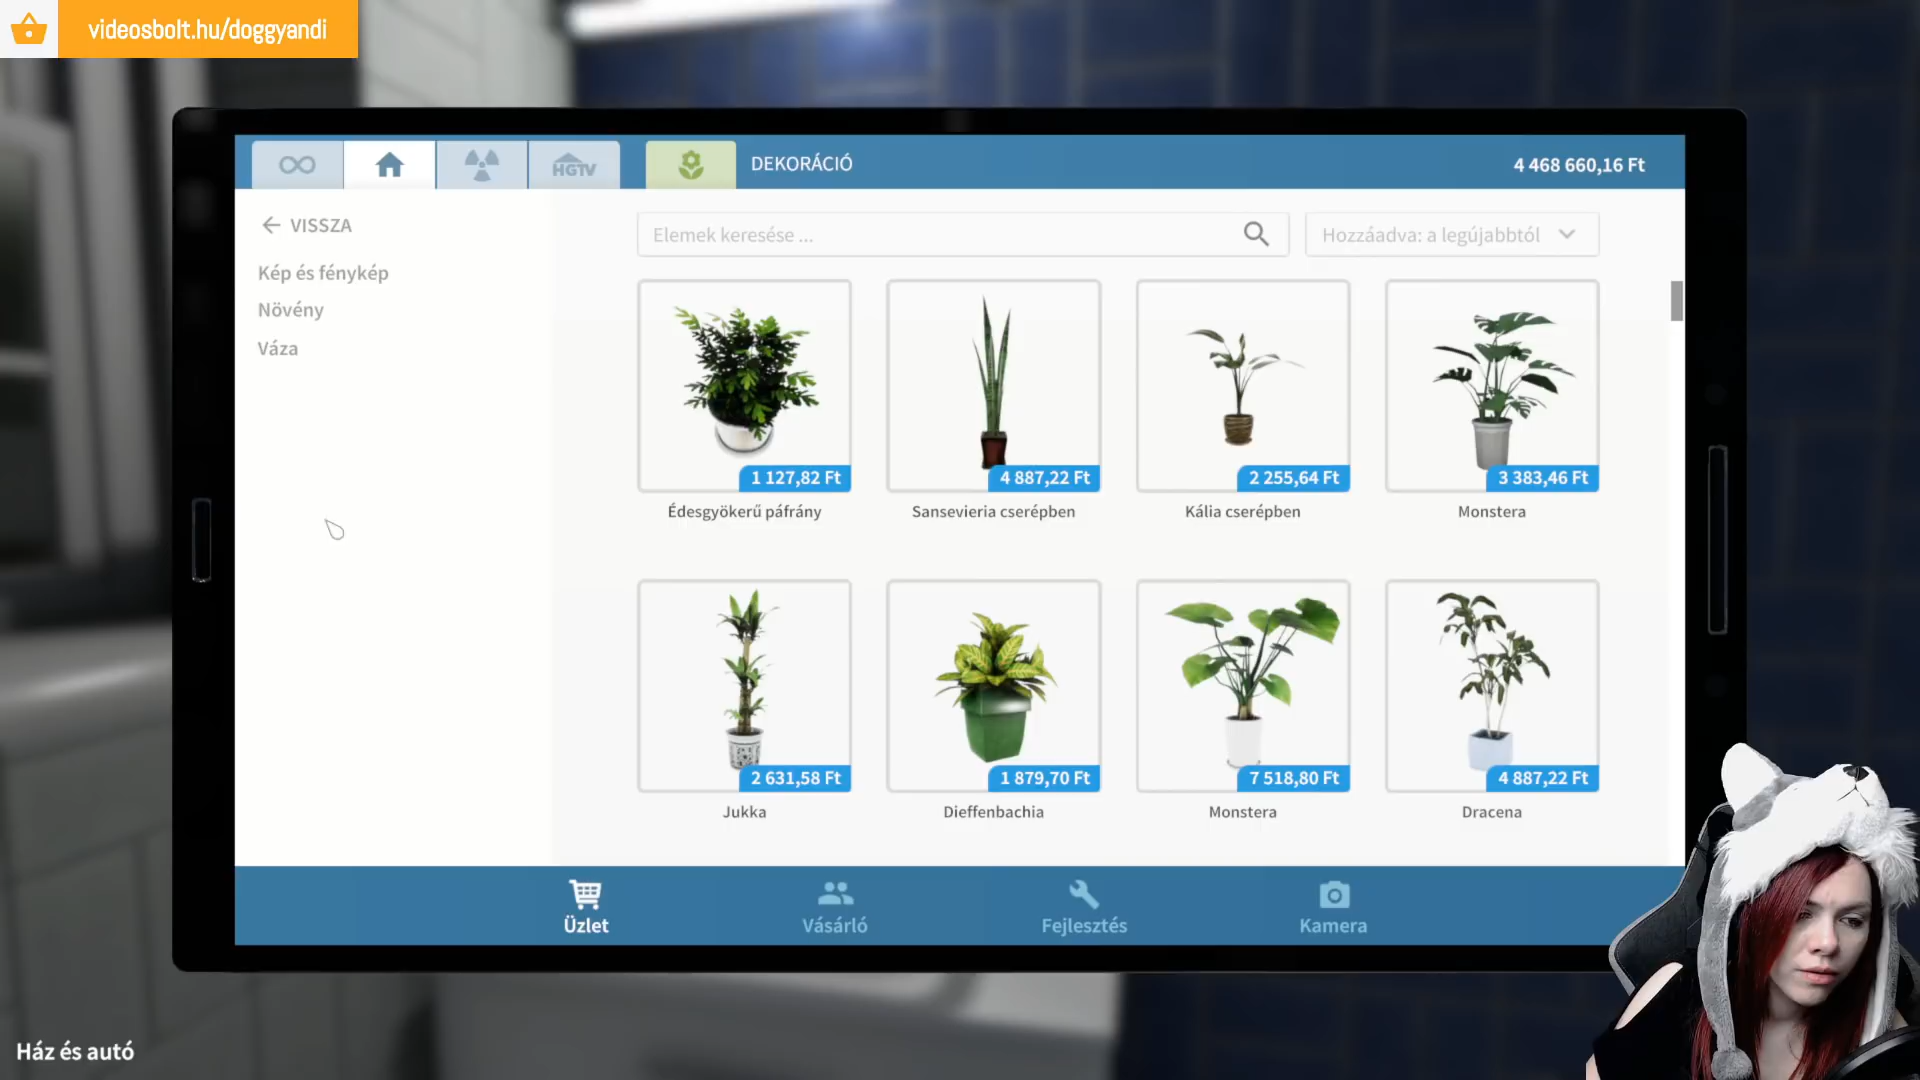 videosbolt.hu/doggyandi
HGTV
DEKORÁCIÓ
4 468 660,16 Ft
VISSZA
Kép és fénykép
Növény
Váza
Elemek keresése ...
Hozzáadva: a legújabbtól
1 127,82 Ft
4 887,22 Ft
2 255,64 Ft
3 383,46 Ft
Édesgyökerű páfrány
Sansevieria cserépben
Kália cserépben
Monstera
2 631,58 Ft
1 879,70 Ft
7 518,80 Ft
4 887,22 Ft
Jukka
Dieffenbachia
Monstera
Dracena
Üzlet
Vásárló
Fejlesztés
Kamera
Ház és autó